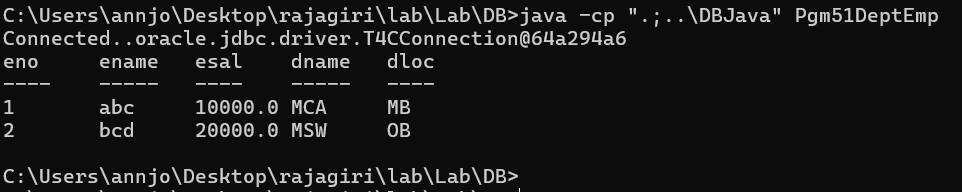 C:\Users\annjo\Desktop\rajagiri\lab\Lab\DB>java -cp ".;..\DBJava" Pgm51DeptEmp
Connected..oracle.jdbc.driver.T4CConnection@64a294a6
eno     ename   esal    dname   dloc
----    -----   ----    -----   ----
1       abc     10000.0 MCA     MB
2       bcd     20000.0 MSW     OB
C:\Users\annjo\Desktop\rajagiri\lab\Lab\DB>